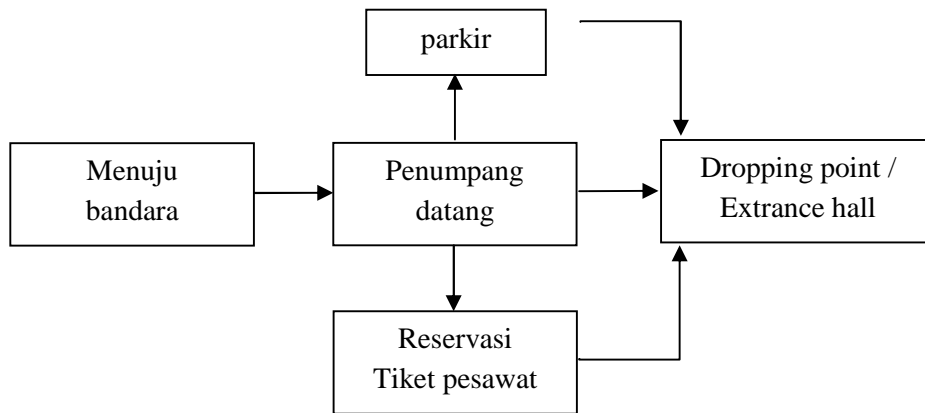 parkir
Menuju
bandara
Penumpang
datang
Dropping point /
Extrance hall
Reservasi
Tiket pesawat